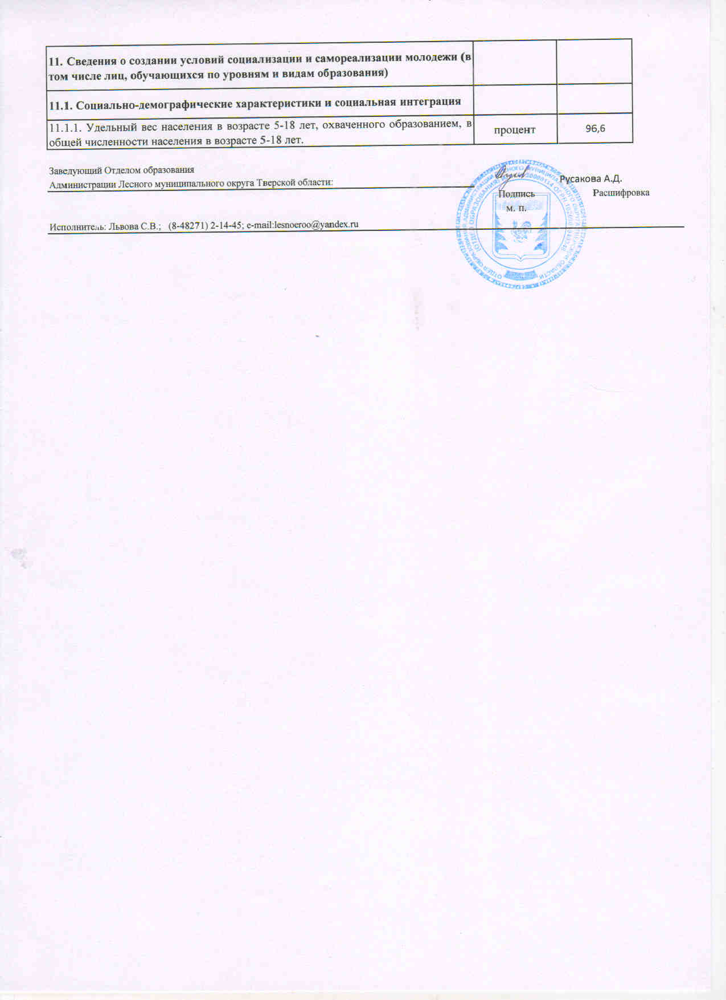 11. Сведения о создании условий социализации и самореализации молодежи (в
том числе лиц, обучающихся по уровням и видам образования)
11.1. Социально-демографические характеристики и социальная интеграция
11.1.1. Удельный вес населения в возрасте 5-18 лет, охваченного образованием, в
общей численности населения в возрасте 5-18 лет.
процент
96,6
Заведующий Отделом образования
Администрации Лесного муниципального округа Тверской области:
Русакова А.Д.
Подпись
Расшифровка
м. п.
Исполнитель: Львова С.В.; (8-48271) 2-14-45; e-mail:lesnoeroo@yandex.ru